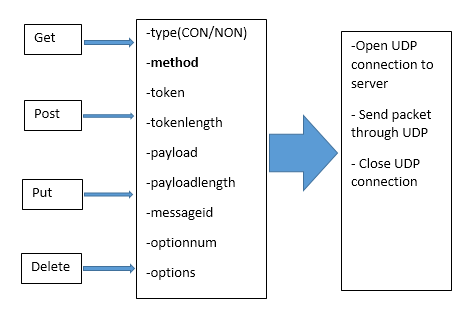 Get
Post
Put
Delete
-type(CON/NON)
-method
-token
-tokenlength
-payload
-payloadlength
-messageid
-optionnum
-options
-Open UDP
connection to
server
- Send packet
through UDP
- Close UDP
connection